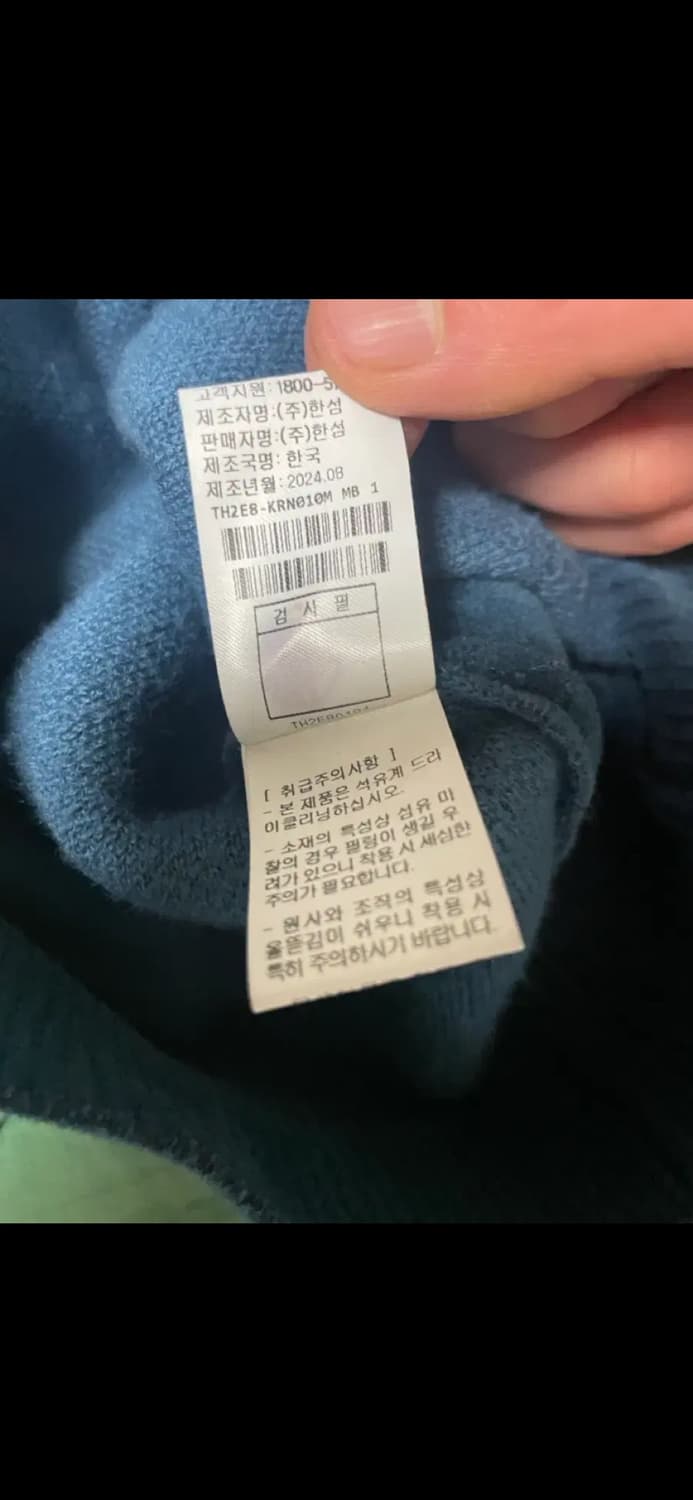 고객지원: 1800-5
제조자명:(주)한섬
판매자명:(주)한섬
제조국명: 한국
제조년월: 2024.08
TH2E8-KRN010M MB 1
검 사 필
[ 취급주의사항 ]
- 본 제품은 석유계 드라
이클리닝하십시오.
- 소재의 특성상 섬유 마
찰의 경우 필링이 생길 우
려가 있으니 착용 시 세심한
주의가 필요합니다.
- 원사와 조직의 특성상
올뜯김이 쉬우니 착용 시
특히 주의하시기 바랍니다.